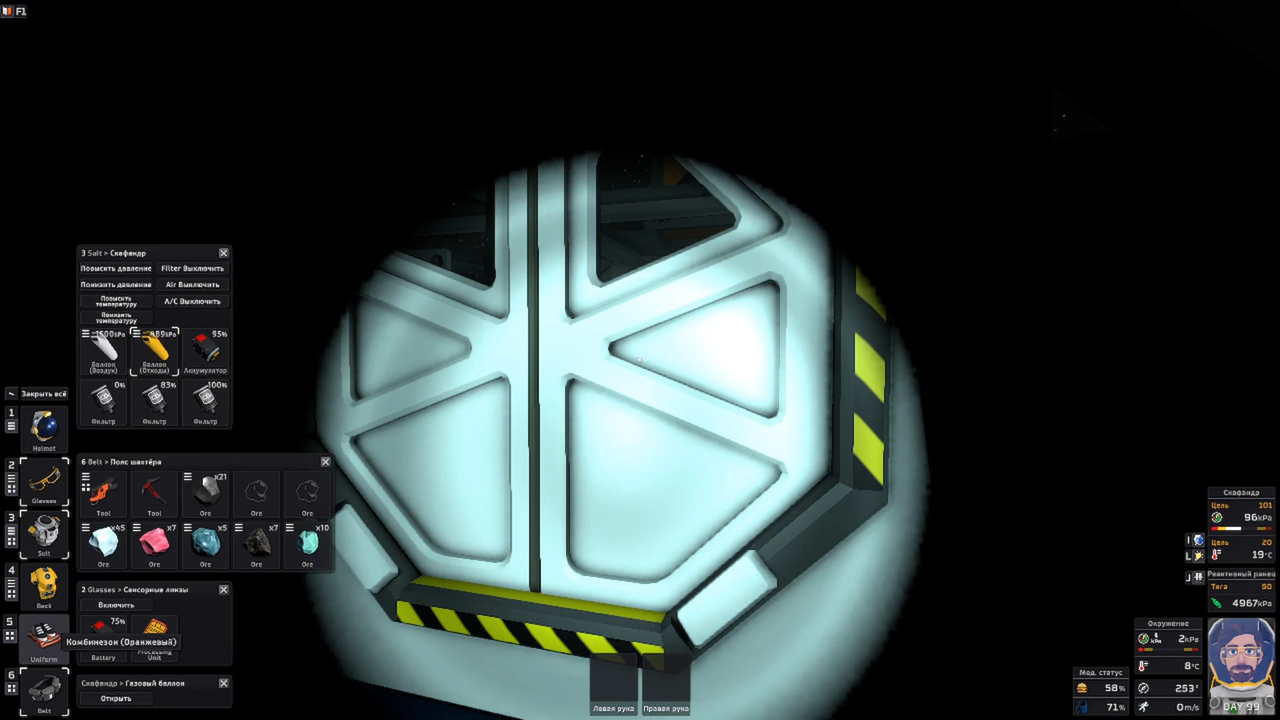 F1
3 Suit > Скафандр
Повысить давление
Filter Выключить
Понизить давление
Air Выключить
Повысить температуру
A/C Выключить
Понизить температуру
95%
Баллон (Воздух)
Баллон (Отходы)
Аккумулятор
0%
83%
100%
Фильтр
Фильтр
Фильтр
Закрыть всё
1
Helmet
2
Glasses
3
Suit
4
Back
5
Uniform
6
Belt
6 Belt > Пояс шахтёра
x21
Tool
Tool
Ore
Ore
Ore
x45
x7
x5
x7
x10
Ore
Ore
Ore
Ore
Ore
2 Glasses > Сенсорные линзы
Включить
75%
Комбинезон (Оранжевый)
Battery
Processing Unit
Скафандр > Газовый баллон
Открыть
Левая рука
Правая рука
Скафандр
Цель 101
96kPa
Цель 20
19°C
Реактивный ранец
Тяга 50
4967kPa
I
L
J
Окружение
kPa
2kPa
8°C
253°
0m/s
Мед. статус
58%
71%
DAY 99